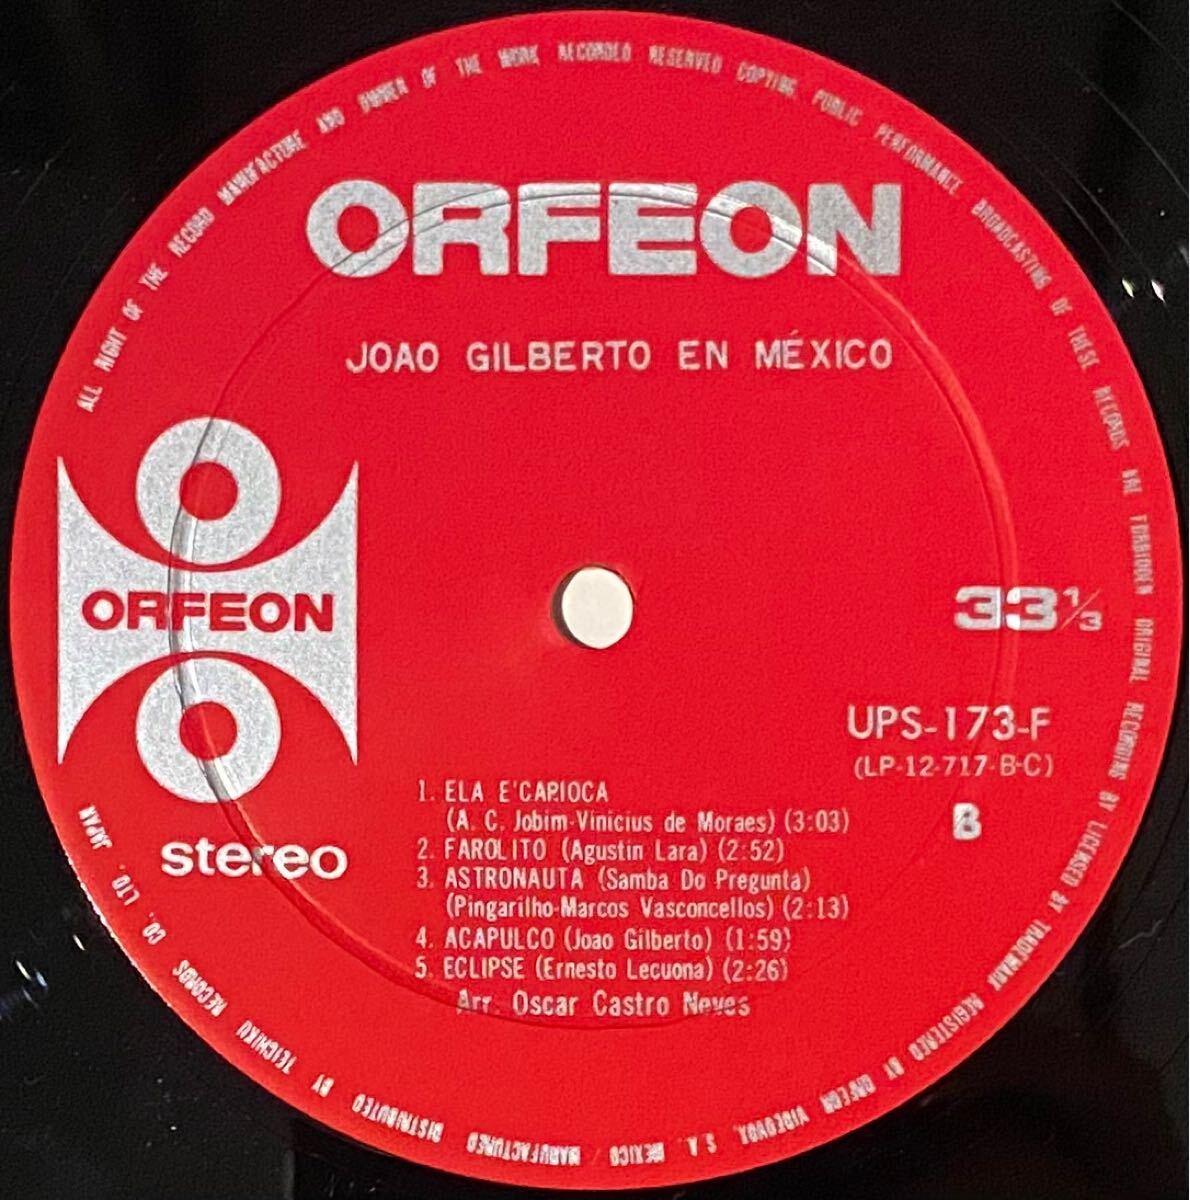 ALL RIGHT OF THE RECORD MANUFACTURE AND OWNER OF THE WORK RECORDED RESERVED COPYING, PUBLIC PERFORMANCE BROADCASTING OF THESE RECORDS ARE FORBIDDEN ORIGINAL RECORDING BY LICENSED BY TRADEMARK REGISTERED BY ORFEON VIDEOVOX, S.A. MEXICO / MANUFACTURED DISTRIBUTED BY TEICHIKU RECORDS CO., LTD. JAPAN
ORFEON
JOAO GILBERTO EN MÉXICO
ORFEON
stereo
33 1/3
UPS-173-F
(LP-12-717-B-C)
B
1. ELA E'CARIOCA
(A. C. Jobim-Vinicius de Moraes) (3:03)
2. FAROLITO (Agustin Lara) (2:52)
3. ASTRONAUTA (Samba Do Pregunta)
(Pingarilho-Marcos Vasconcellos) (2:13)
4. ACAPULCO (Joao Gilberto) (1:59)
5. ECLIPSE (Ernesto Lecuona) (2:26)
Arr. Oscar Castro Neves